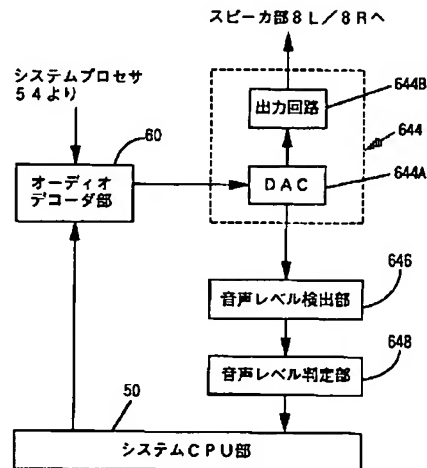 スピーカ部8L/8Rへ
システムプロセサ
54より
644B
出力回路
644
60
オーディオ
デコーダ部
DAC
644A
646
音声レベル検出部
648
音声レベル判定部
50
システムCPU部